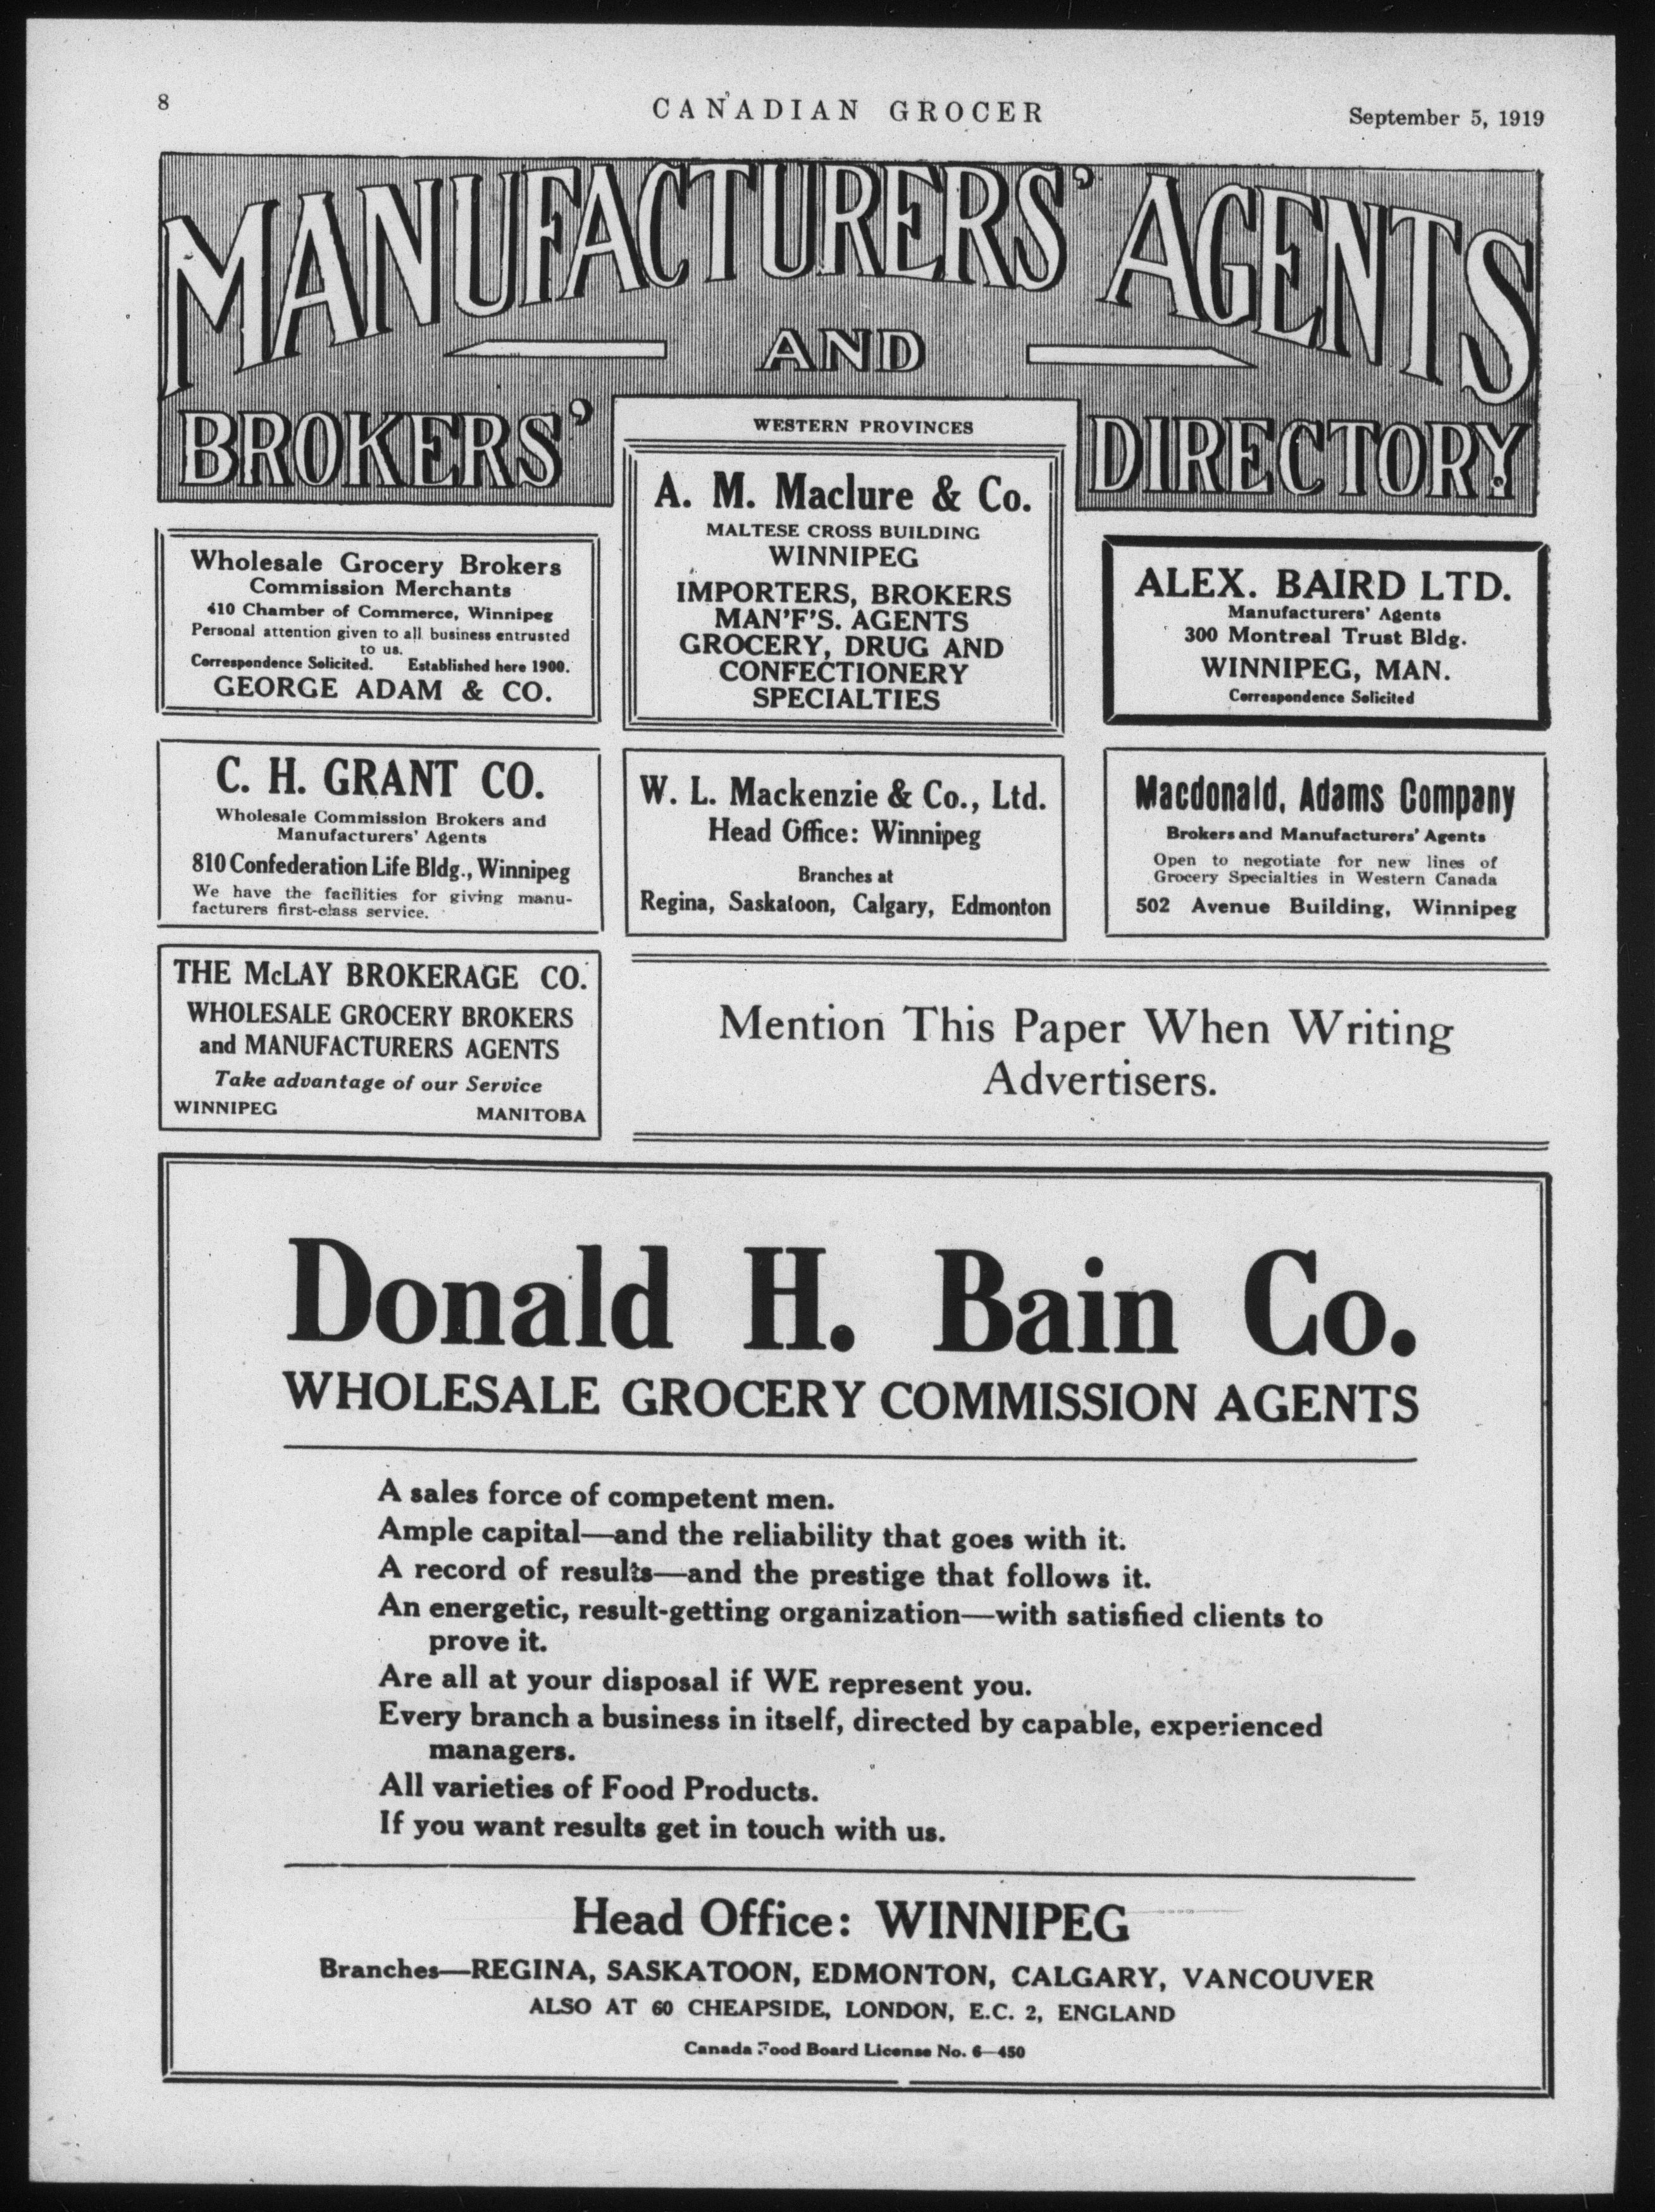 8
CANADIAN GROCER
September 5, 1919
MANUFACTURERS' AGENTS
AND
BROKERS'
DIRECTORY
WESTERN PROVINCES
Wholesale Grocery Brokers
Commission Merchants
410 Chamber of Commerce, Winnipeg
Personal attention given to all business entrusted
to us.
Correspondence Solicited. Established here 1900.
GEORGE ADAM & CO.
A. M. Maclure & Co.
MALTESE CROSS BUILDING
WINNIPEG
IMPORTERS, BROKERS
MAN'F'S. AGENTS
GROCERY, DRUG AND
CONFECTIONERY
SPECIALTIES
ALEX. BAIRD LTD.
Manufacturers' Agents
300 Montreal Trust Bldg.
WINNIPEG, MAN.
Correspondence Solicited
C. H. GRANT CO.
Wholesale Commission Brokers and
Manufacturers' Agents
810 Confederation Life Bldg., Winnipeg
We have the facilities for giving manu-
facturers first-class service.
W. L. Mackenzie & Co., Ltd.
Head Office: Winnipeg
Branches at
Regina, Saskatoon, Calgary, Edmonton
Macdonald, Adams Company
Brokers and Manufacturers' Agents
Open to negotiate for new lines of
Grocery Specialties in Western Canada
502 Avenue Building, Winnipeg
THE McLAY BROKERAGE CO.
WHOLESALE GROCERY BROKERS
and MANUFACTURERS AGENTS
Take advantage of our Service
WINNIPEG MANITOBA
Mention This Paper When Writing
Advertisers.
Donald H. Bain Co.
WHOLESALE GROCERY COMMISSION AGENTS
A sales force of competent men.
Ample capital—and the reliability that goes with it.
A record of results—and the prestige that follows it.
An energetic, result-getting organization—with satisfied clients to
prove it.
Are all at your disposal if WE represent you.
Every branch a business in itself, directed by capable, experienced
managers.
All varieties of Food Products.
If you want results get in touch with us.
Head Office: WINNIPEG
Branches—REGINA, SASKATOON, EDMONTON, CALGARY, VANCOUVER
ALSO AT 60 CHEAPSIDE, LONDON, E.C. 2, ENGLAND
Canada Food Board License No. 6—450